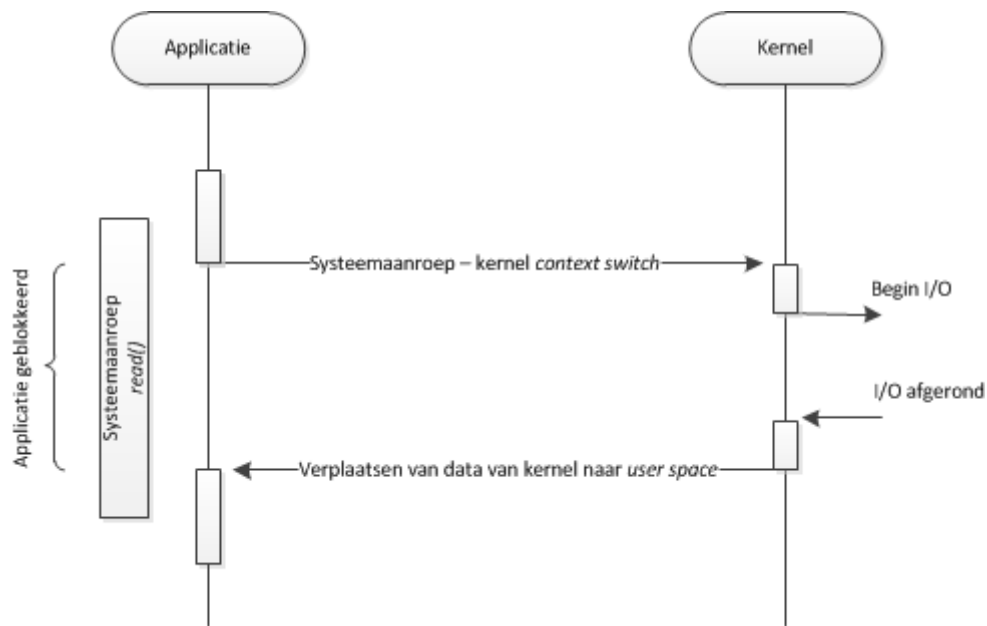 Applicatie
Kernel
Systeemaanroep – kernel context switch
Begin I/O
Applicatie geblokkeerd
Systeemaanroep
read()
I/O afgerond
Verplaatsen van data van kernel naar user space